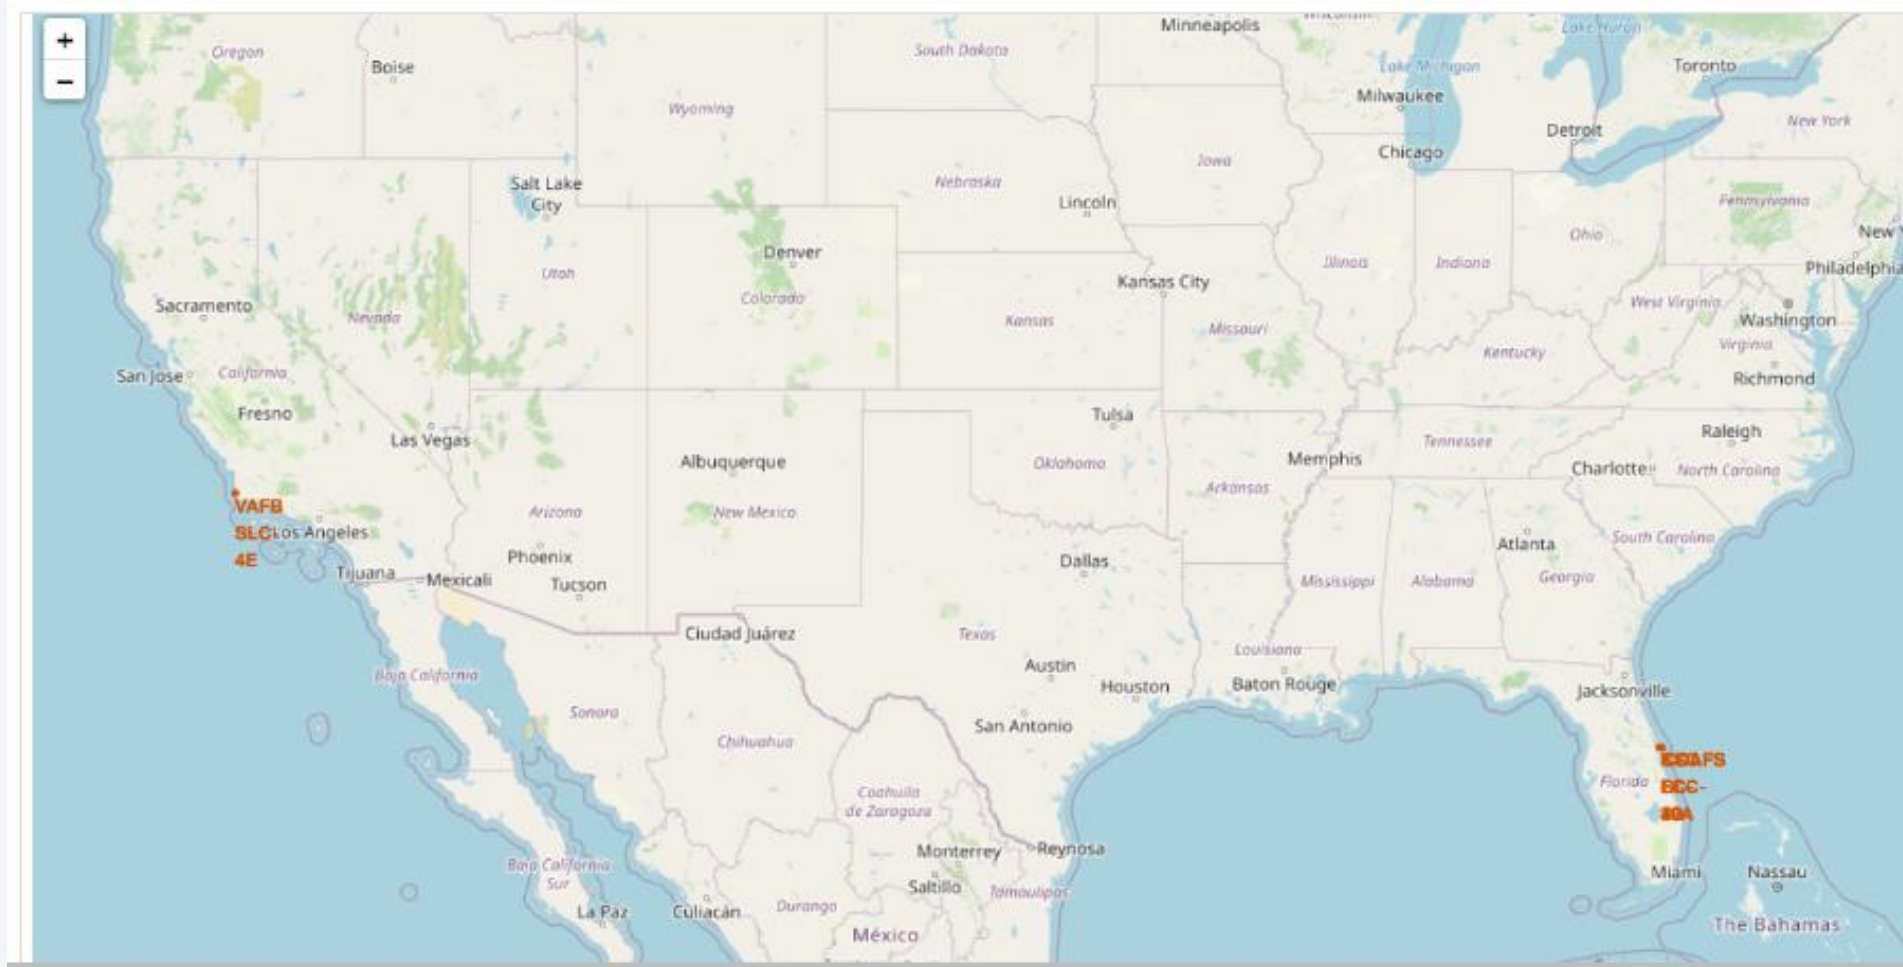 +
−
Oregon
Boise
South Dakota
Minneapolis
Wisconsin
Lake Huron
Toronto
Lake Michigan
Milwaukee
Wyoming
Detroit
New York
Chicago
Iowa
Salt Lake
City
Nebraska
Lincoln
Pennsylvania
New
Denver
Ohio
Utah
Illinois
Indiana
Philadelphia
Kansas City
Colorado
Sacramento
Nevada
Kansas
Missouri
West Virginia
Washington
Virginia
Kentucky
San Jose
California
Richmond
Fresno
Las Vegas
Tulsa
Raleigh
Tennessee
Albuquerque
Oklahoma
Memphis
Charlotte
North Carolina
Arkansas
VAFB
SLC
4E
Los Angeles
Arizona
New Mexico
South Carolina
Atlanta
Phoenix
Dallas
Tijuana
Mexicali
Tucson
Mississippi
Alabama
Georgia
Ciudad Juárez
Texas
Louisiana
Austin
Baja California
Houston
Baton Rouge
Jacksonville
Sonora
San Antonio
Chihuahua
Florida
Coahuila
de Zaragoza
Monterrey
Reynosa
Baja California
Sur
Miami
Nassau
Saltillo
Tamaulipas
La Paz
Culiacán
Durango
México
The Bahamas